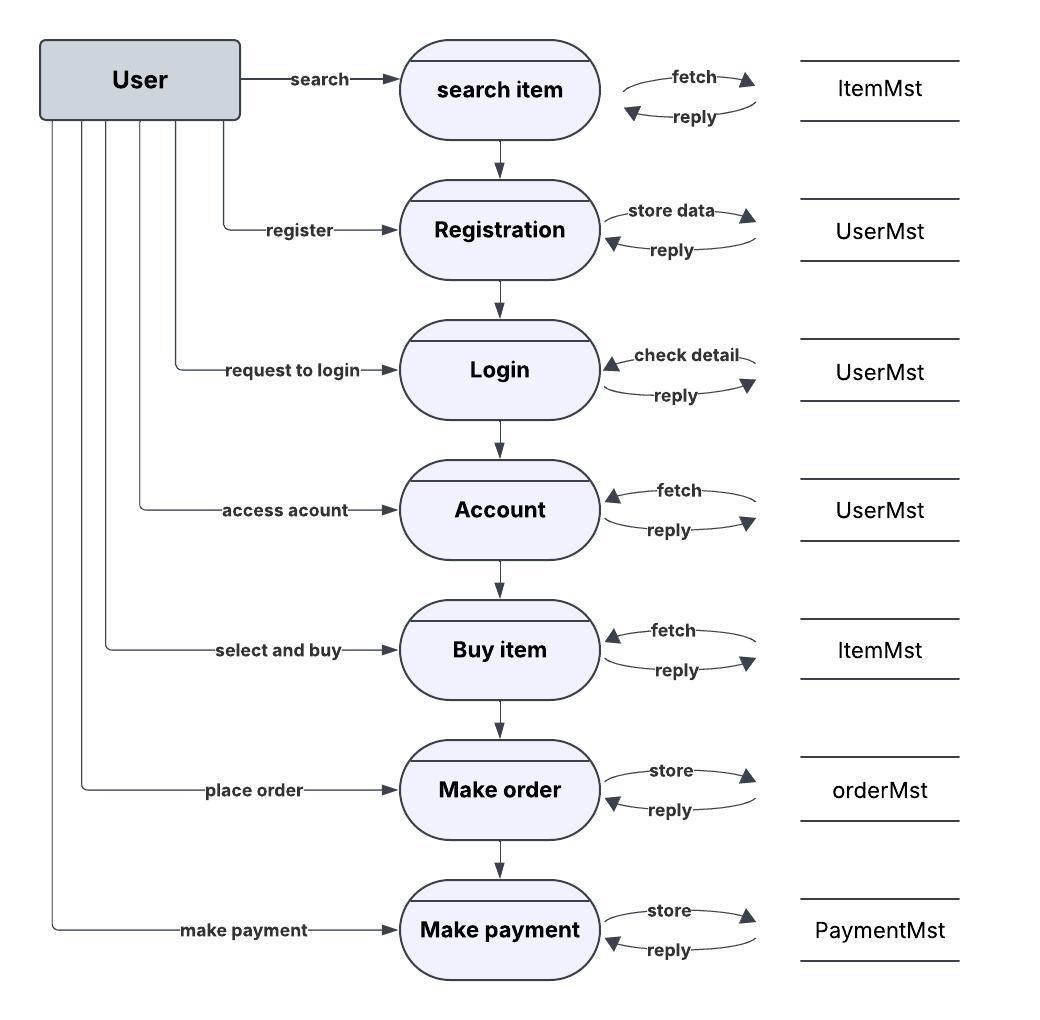 User
search
search item
fetch
reply
ItemMst
register
Registration
store data
reply
UserMst
request to login
Login
check detail
reply
UserMst
access acount
Account
fetch
reply
UserMst
select and buy
Buy item
fetch
reply
ItemMst
place order
Make order
store
reply
orderMst
make payment
Make payment
store
reply
PaymentMst